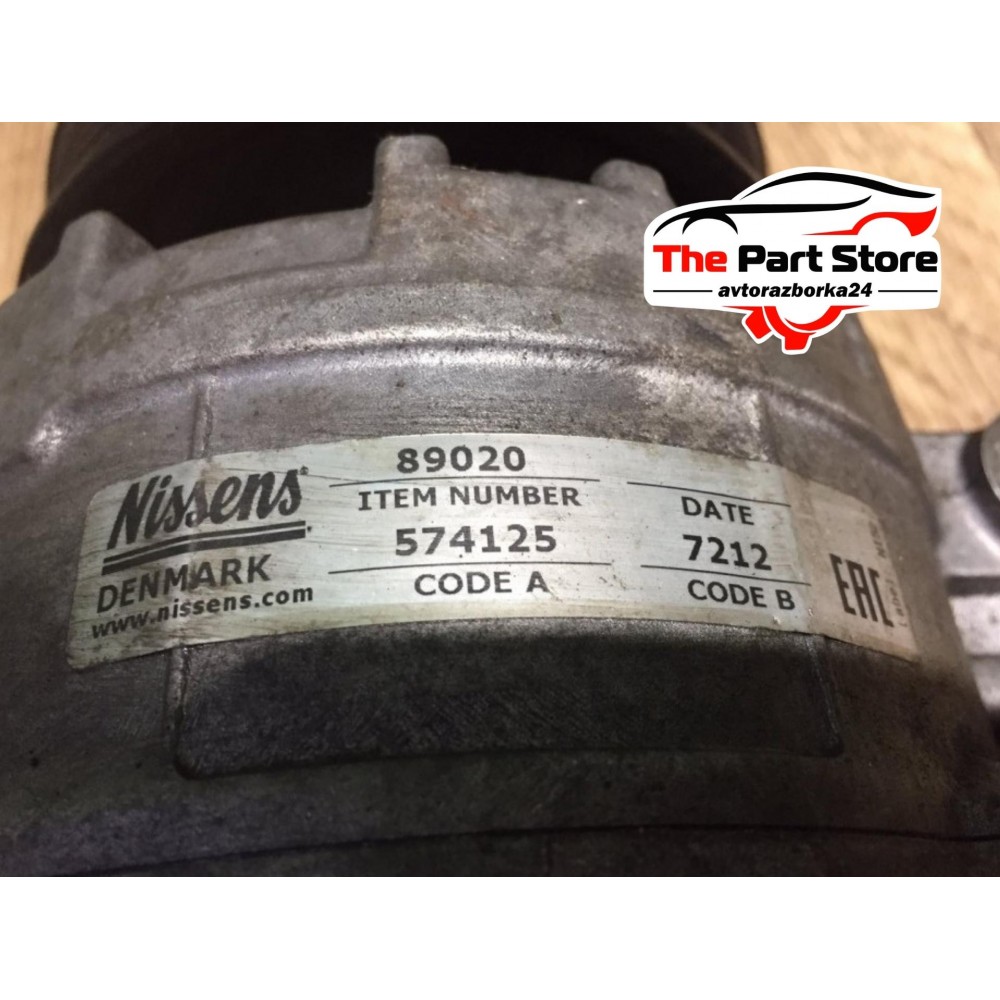 The Part Store
avtorazborka24
Nissens
DENMARK
www.nissens.com
89020
ITEM NUMBER
574125
CODE A
DATE
7212
CODE B
EAC